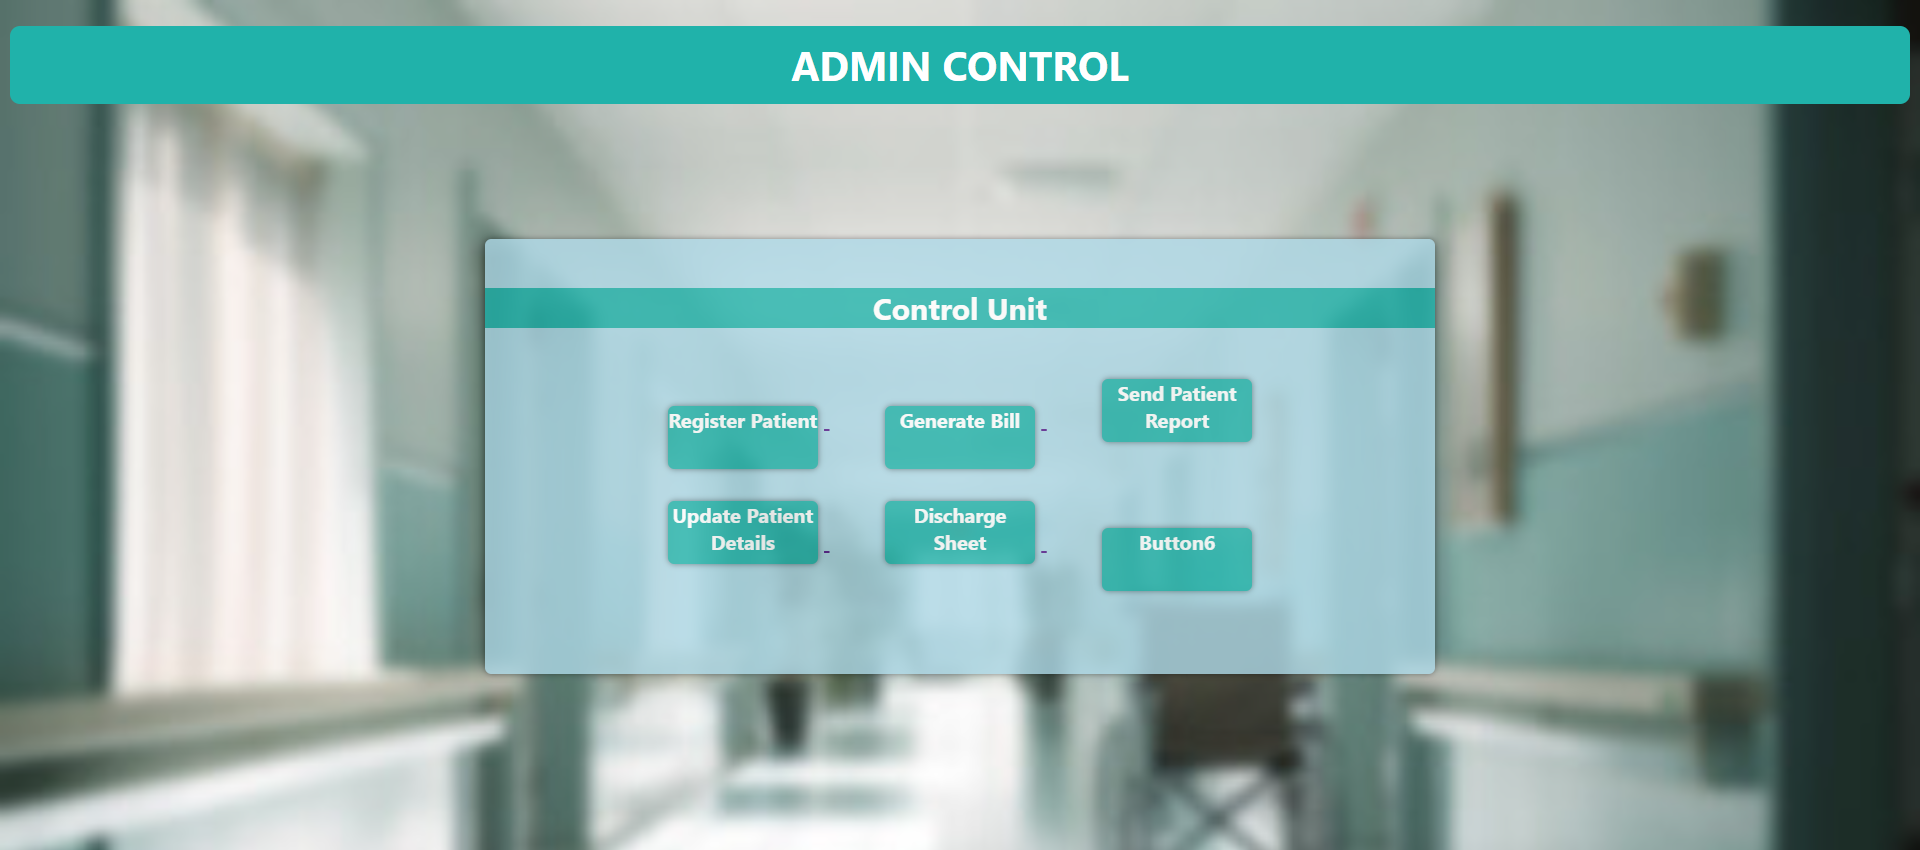 ADMIN CONTROL
Control Unit
Register Patient
Generate Bill
Send Patient
Report
Update Patient
Details
Discharge
Sheet
Button6